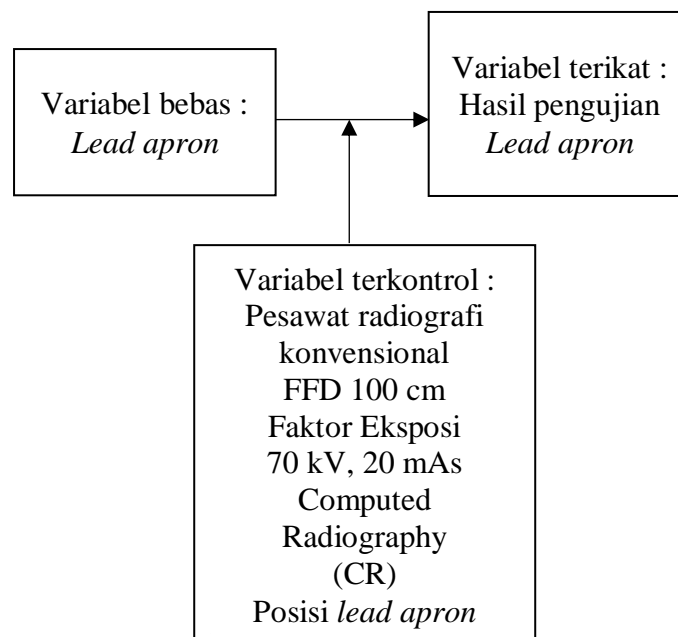 Variabel bebas :
Lead apron
Variabel terikat :
Hasil pengujian
Lead apron
Variabel terkontrol :
Pesawat radiografi
konvensional
FFD 100 cm
Faktor Eksposi
70 kV, 20 mAs
Computed
Radiography
(CR)
Posisi lead apron